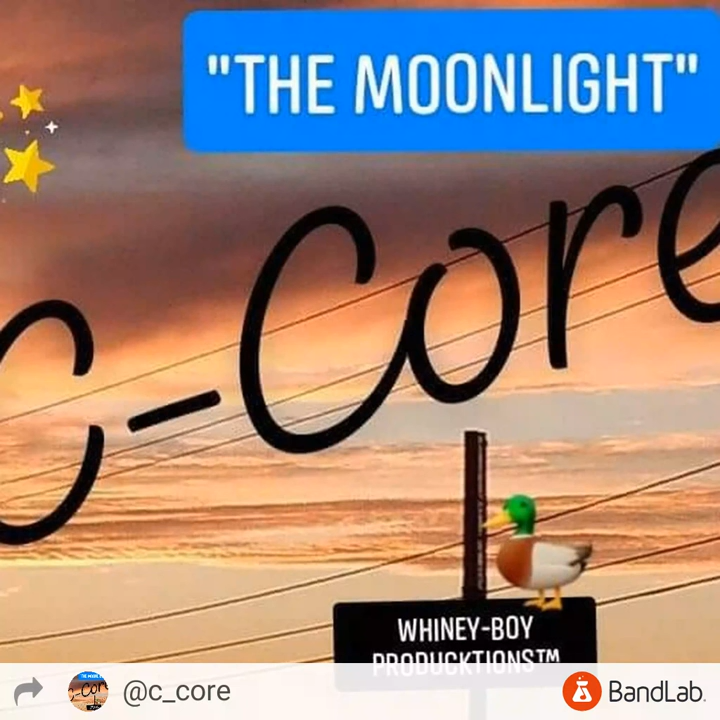 "THE MOONLIGHT"
C-Core
WHINEY-BOY
PRODUCKTIONS™
@c_core
BandLab.